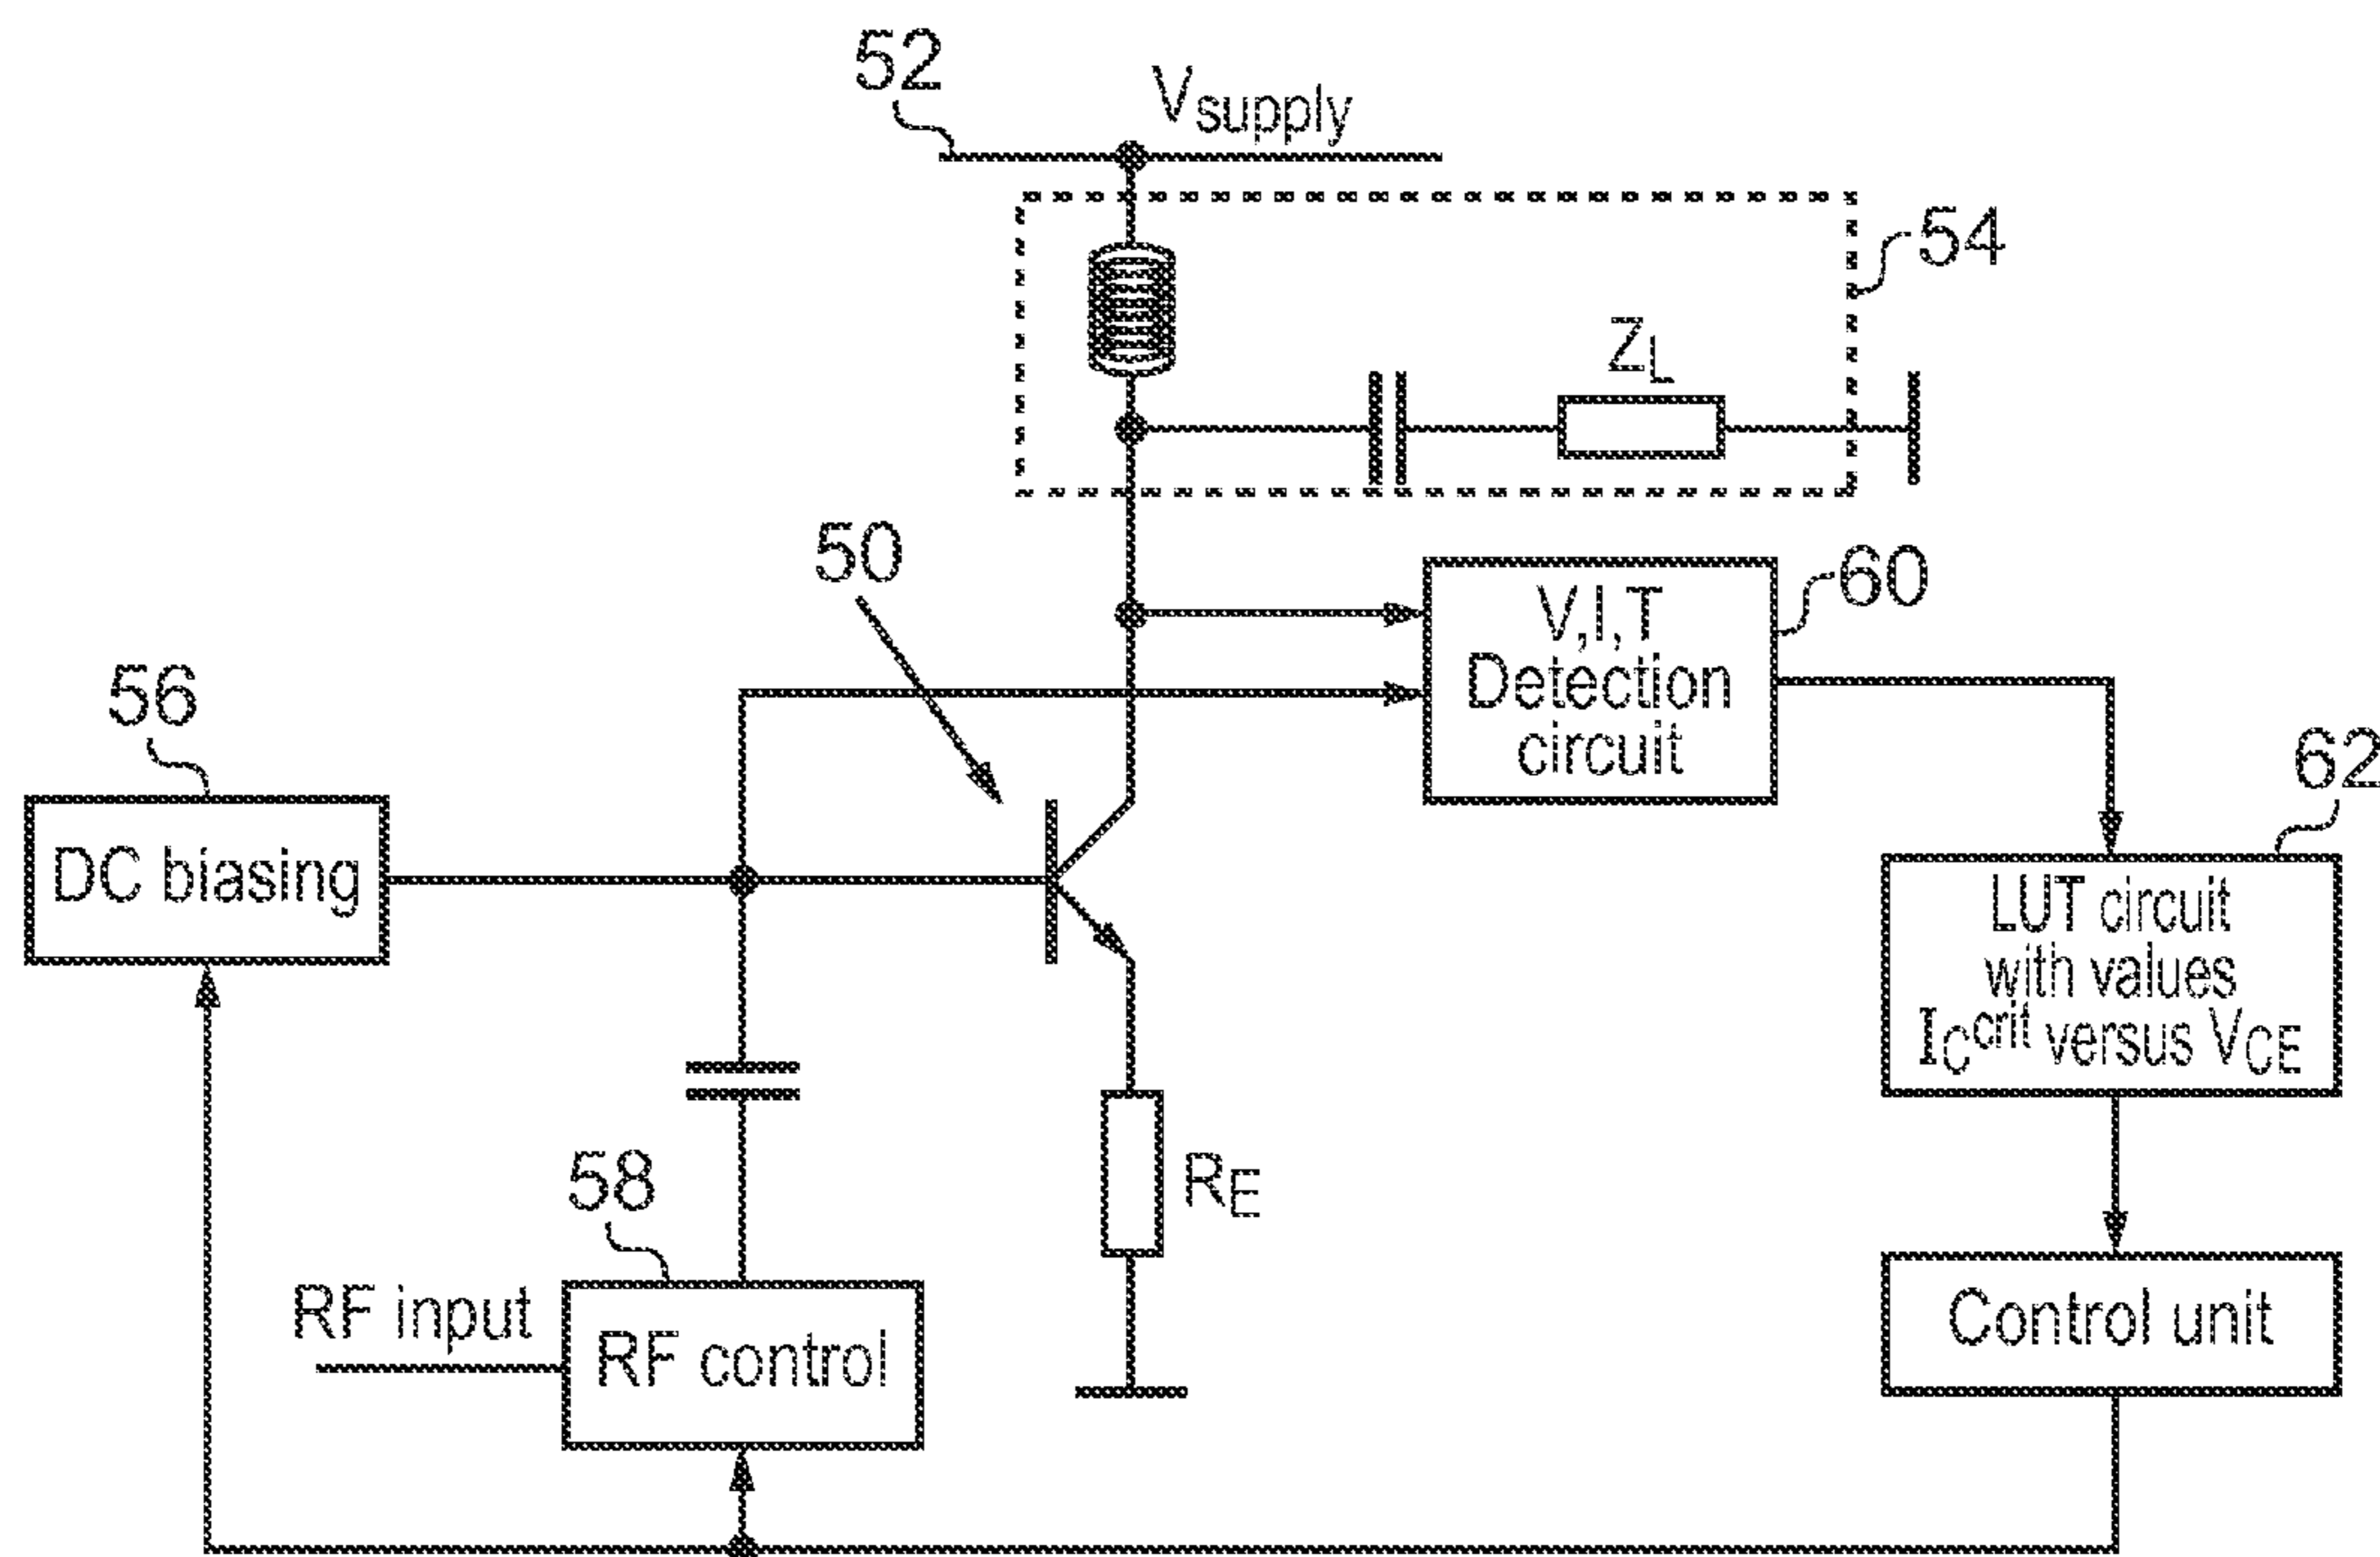 52
Vsupply
54
ZL
50
60
V,I,T
Detection
circuit
56
62
DC biasing
LUT circuit
with values
ICcrit versus VCE
58
RE
RF input
RF control
Control unit